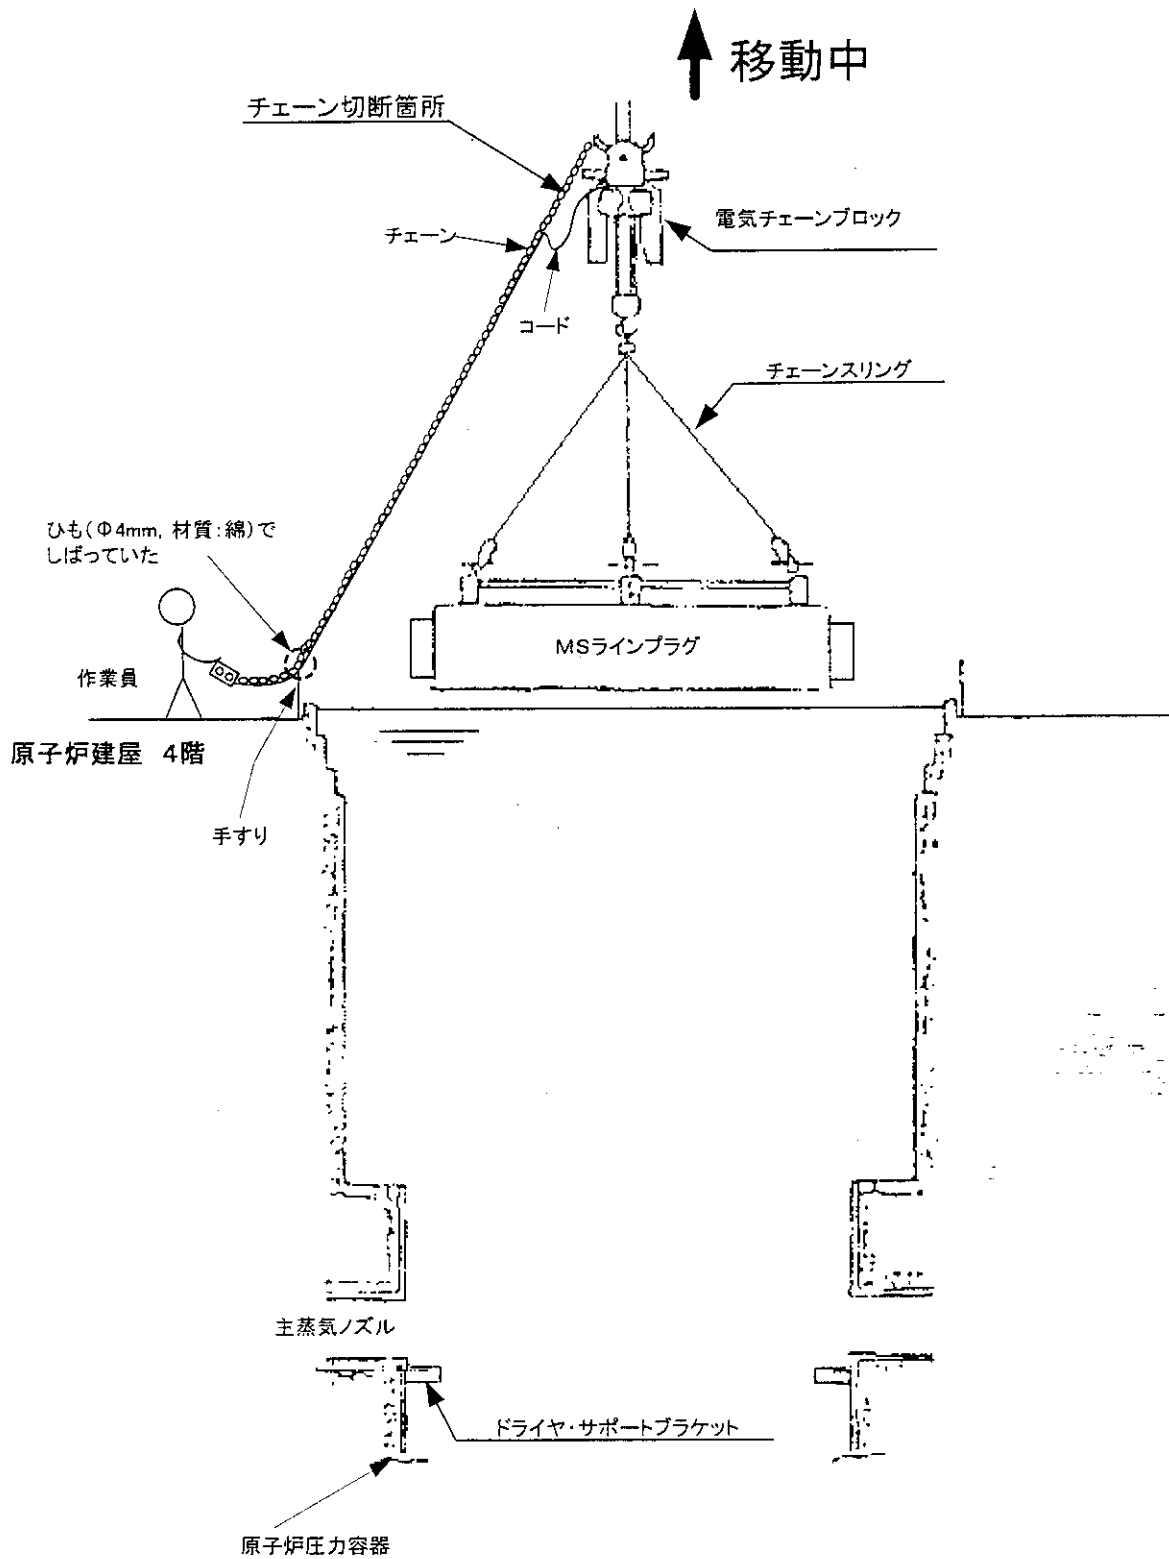 移動中
チェーン切断箇所
電気チェーンブロック
チェーン
コード
チェーンスリング
ひも(Φ4mm, 材質:綿)で
しばっていた
MSラインプラグ
作業員
原子炉建屋 4階
手すり
主蒸気ノズル
ドライヤ・サポートブラケット
原子炉圧力容器